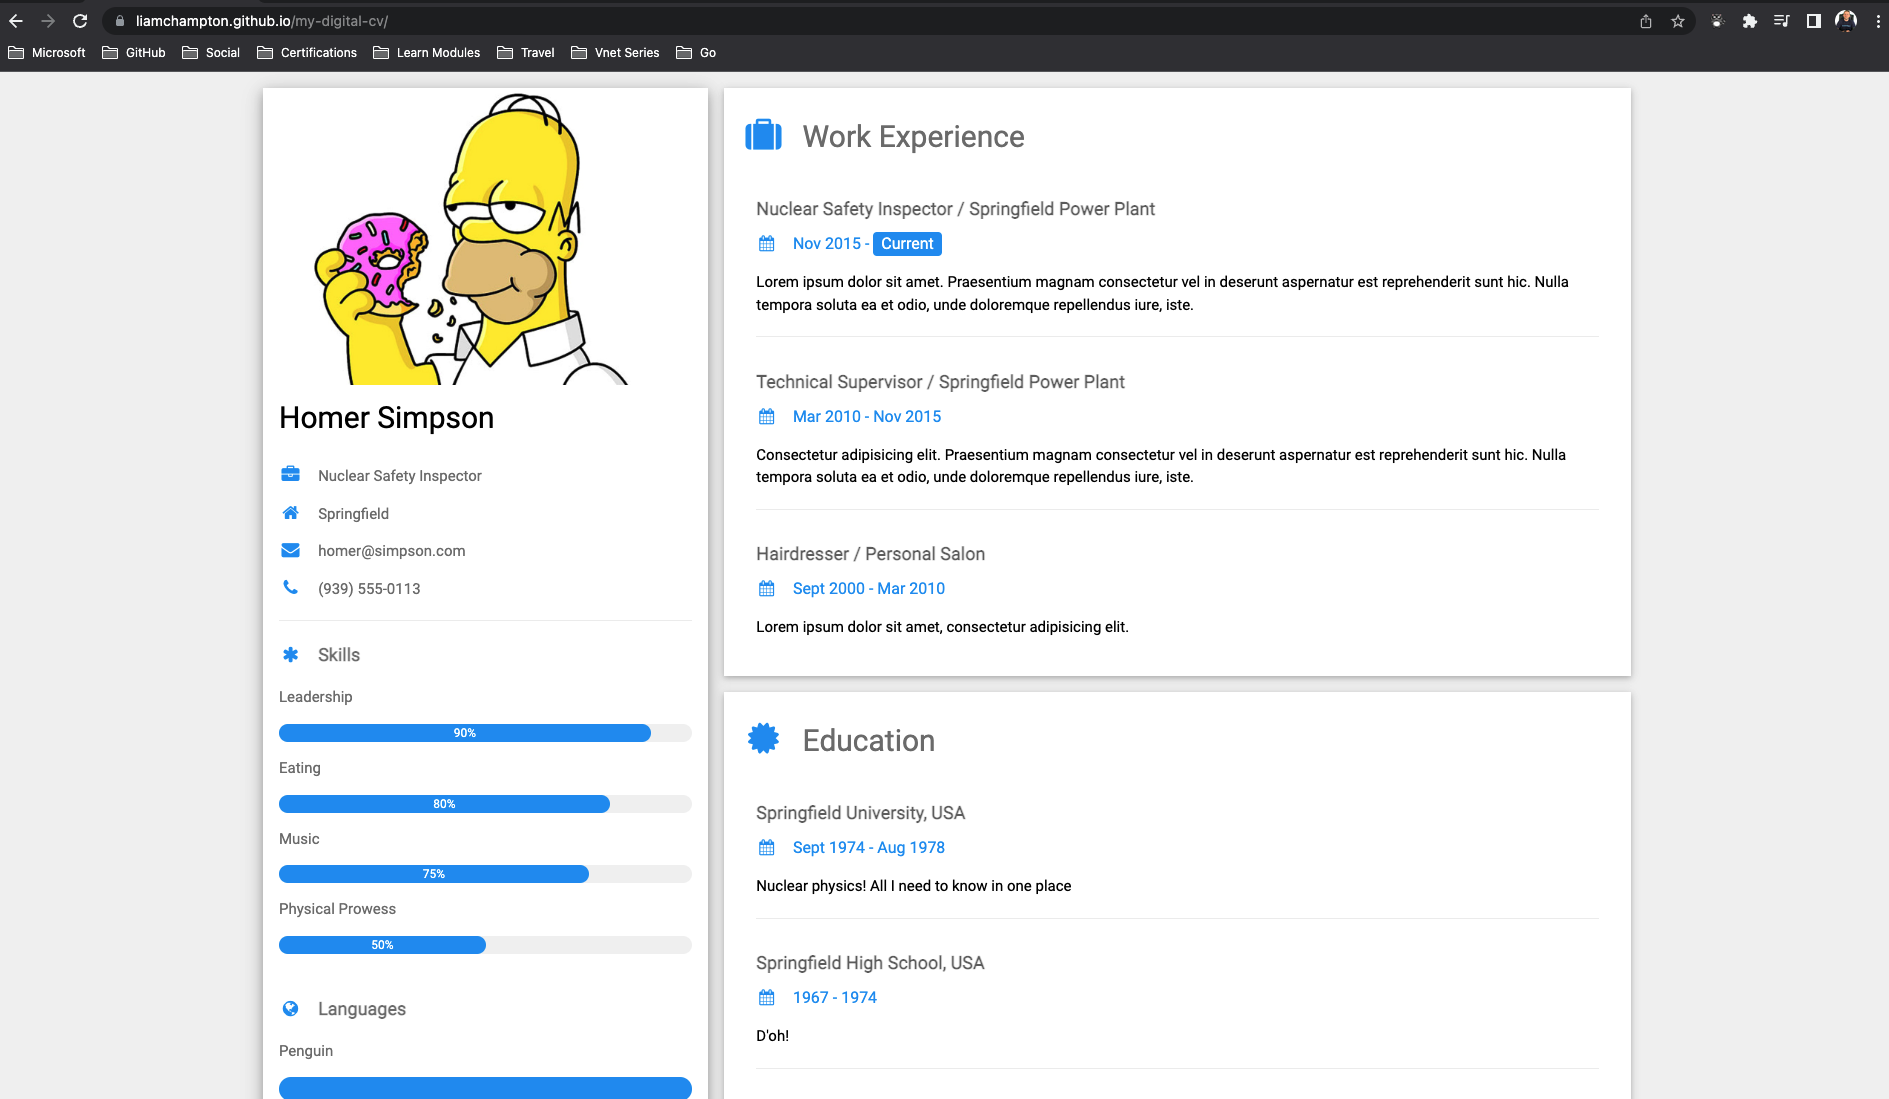 liamchampton.github.io/my-digital-cv/
Microsoft GitHub Social Certifications Learn Modules Travel Vnet Series Go
Homer Simpson
Nuclear Safety Inspector
Springfield
homer@simpson.com
(939) 555-0113
Skills
Leadership
90%
Eating
80%
Music
75%
Physical Prowess
50%
Languages
Penguin
Work Experience
Nuclear Safety Inspector / Springfield Power Plant
Nov 2015 - Current
Lorem ipsum dolor sit amet. Praesentium magnam consectetur vel in deserunt aspernatur est reprehenderit sunt hic. Nulla
tempora soluta ea et odio, unde doloremque repellendus iure, iste.
Technical Supervisor / Springfield Power Plant
Mar 2010 - Nov 2015
Consectetur adipisicing elit. Praesentium magnam consectetur vel in deserunt aspernatur est reprehenderit sunt hic. Nulla
tempora soluta ea et odio, unde doloremque repellendus iure, iste.
Hairdresser / Personal Salon
Sept 2000 - Mar 2010
Lorem ipsum dolor sit amet, consectetur adipisicing elit.
Education
Springfield University, USA
Sept 1974 - Aug 1978
Nuclear physics! All I need to know in one place
Springfield High School, USA
1967 - 1974
D'oh!